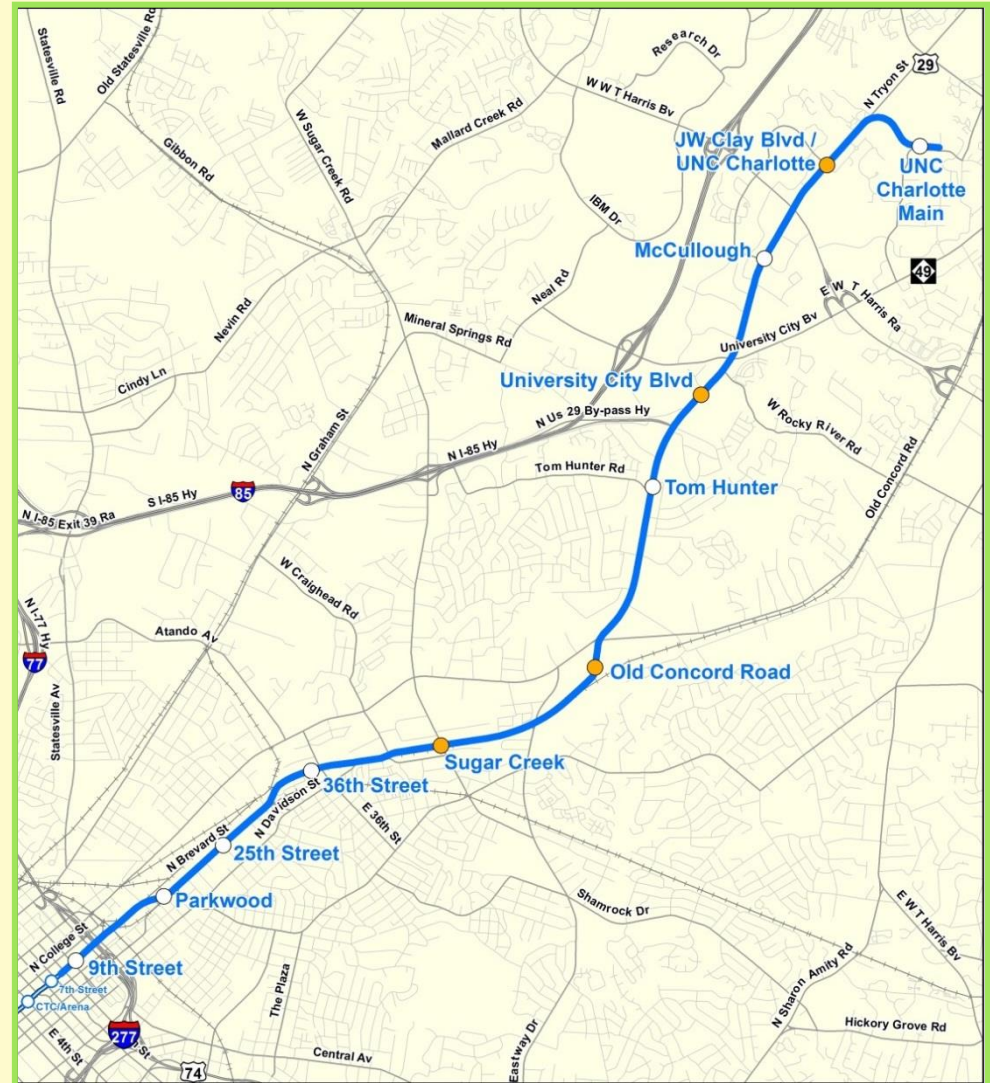 Statesville Rd
Old Statesville Rd
Research Dr
29
N Tryon St
W W T Harris Bv
W Sugar Creek Rd
Mallard Creek Rd
Gibbon Rd
JW Clay Blvd /
UNC Charlotte
UNC
Charlotte
Main
IBM Dr
McCullough
49
Neal Rd
E W T Harris Ra
Nevin Rd
Mineral Springs Rd
University City Bv
Cindy Ln
University City Blvd
N Us 29 By-pass Hy
W Rocky River Rd
N Graham St
N I-85 Hy
Tom Hunter Rd
Old Concord Rd
Tom Hunter
85
S I-85 Hy
N I-85 Exit 39 Ra
W Craighead Rd
N I-77 Hy
Atando Av
77
Old Concord Road
Statesville Av
Sugar Creek
36th Street
N Davidson St
E 36th St
N Brevard St
25th Street
Parkwood
Shamrock Dr
E W T Harris Bv
N College St
9th Street
7th Street
CTC/Arena
The Plaza
N Sharon Amity Rd
277
E 4th St
Hickory Grove Rd
Eastway Dr
Central Av
74